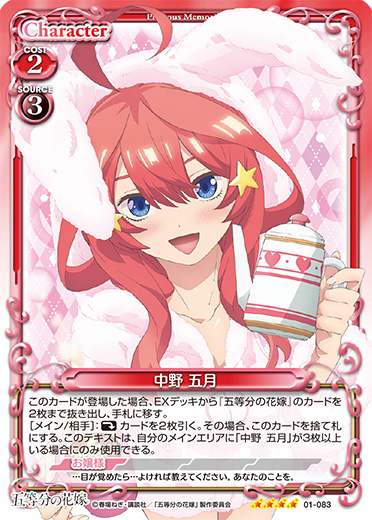 Precious Memories
Character
COST
2
SOURCE
3
中野 五月
このカードが登場した場合、EXデッキから『五等分の花嫁』のカードを
2枚まで抜き出し、手札に移す。
[メイン/相手]:カードを2枚引く。その場合、このカードを捨て札
にする。このテキストは、自分のメインエリアに「中野 五月」が3枚以上
いる場合にのみ使用できる。
お嬢様
…目が覚めたら…よければ教えてください、あなたのことを。
五等分の花嫁
©春場ねぎ・講談社／「五等分の花嫁」製作委員会
01-083